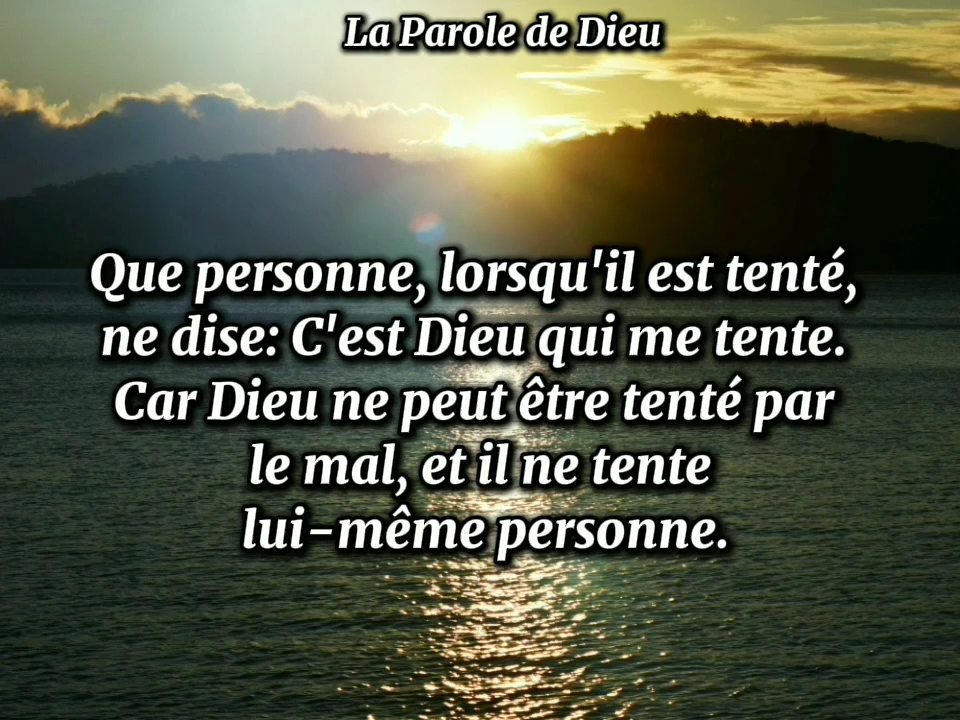 La Parole de Dieu
Que personne, lorsqu'il est tenté,
ne dise: C'est Dieu qui me tente.
Car Dieu ne peut être tenté par
le mal, et il ne tente
lui-même personne.